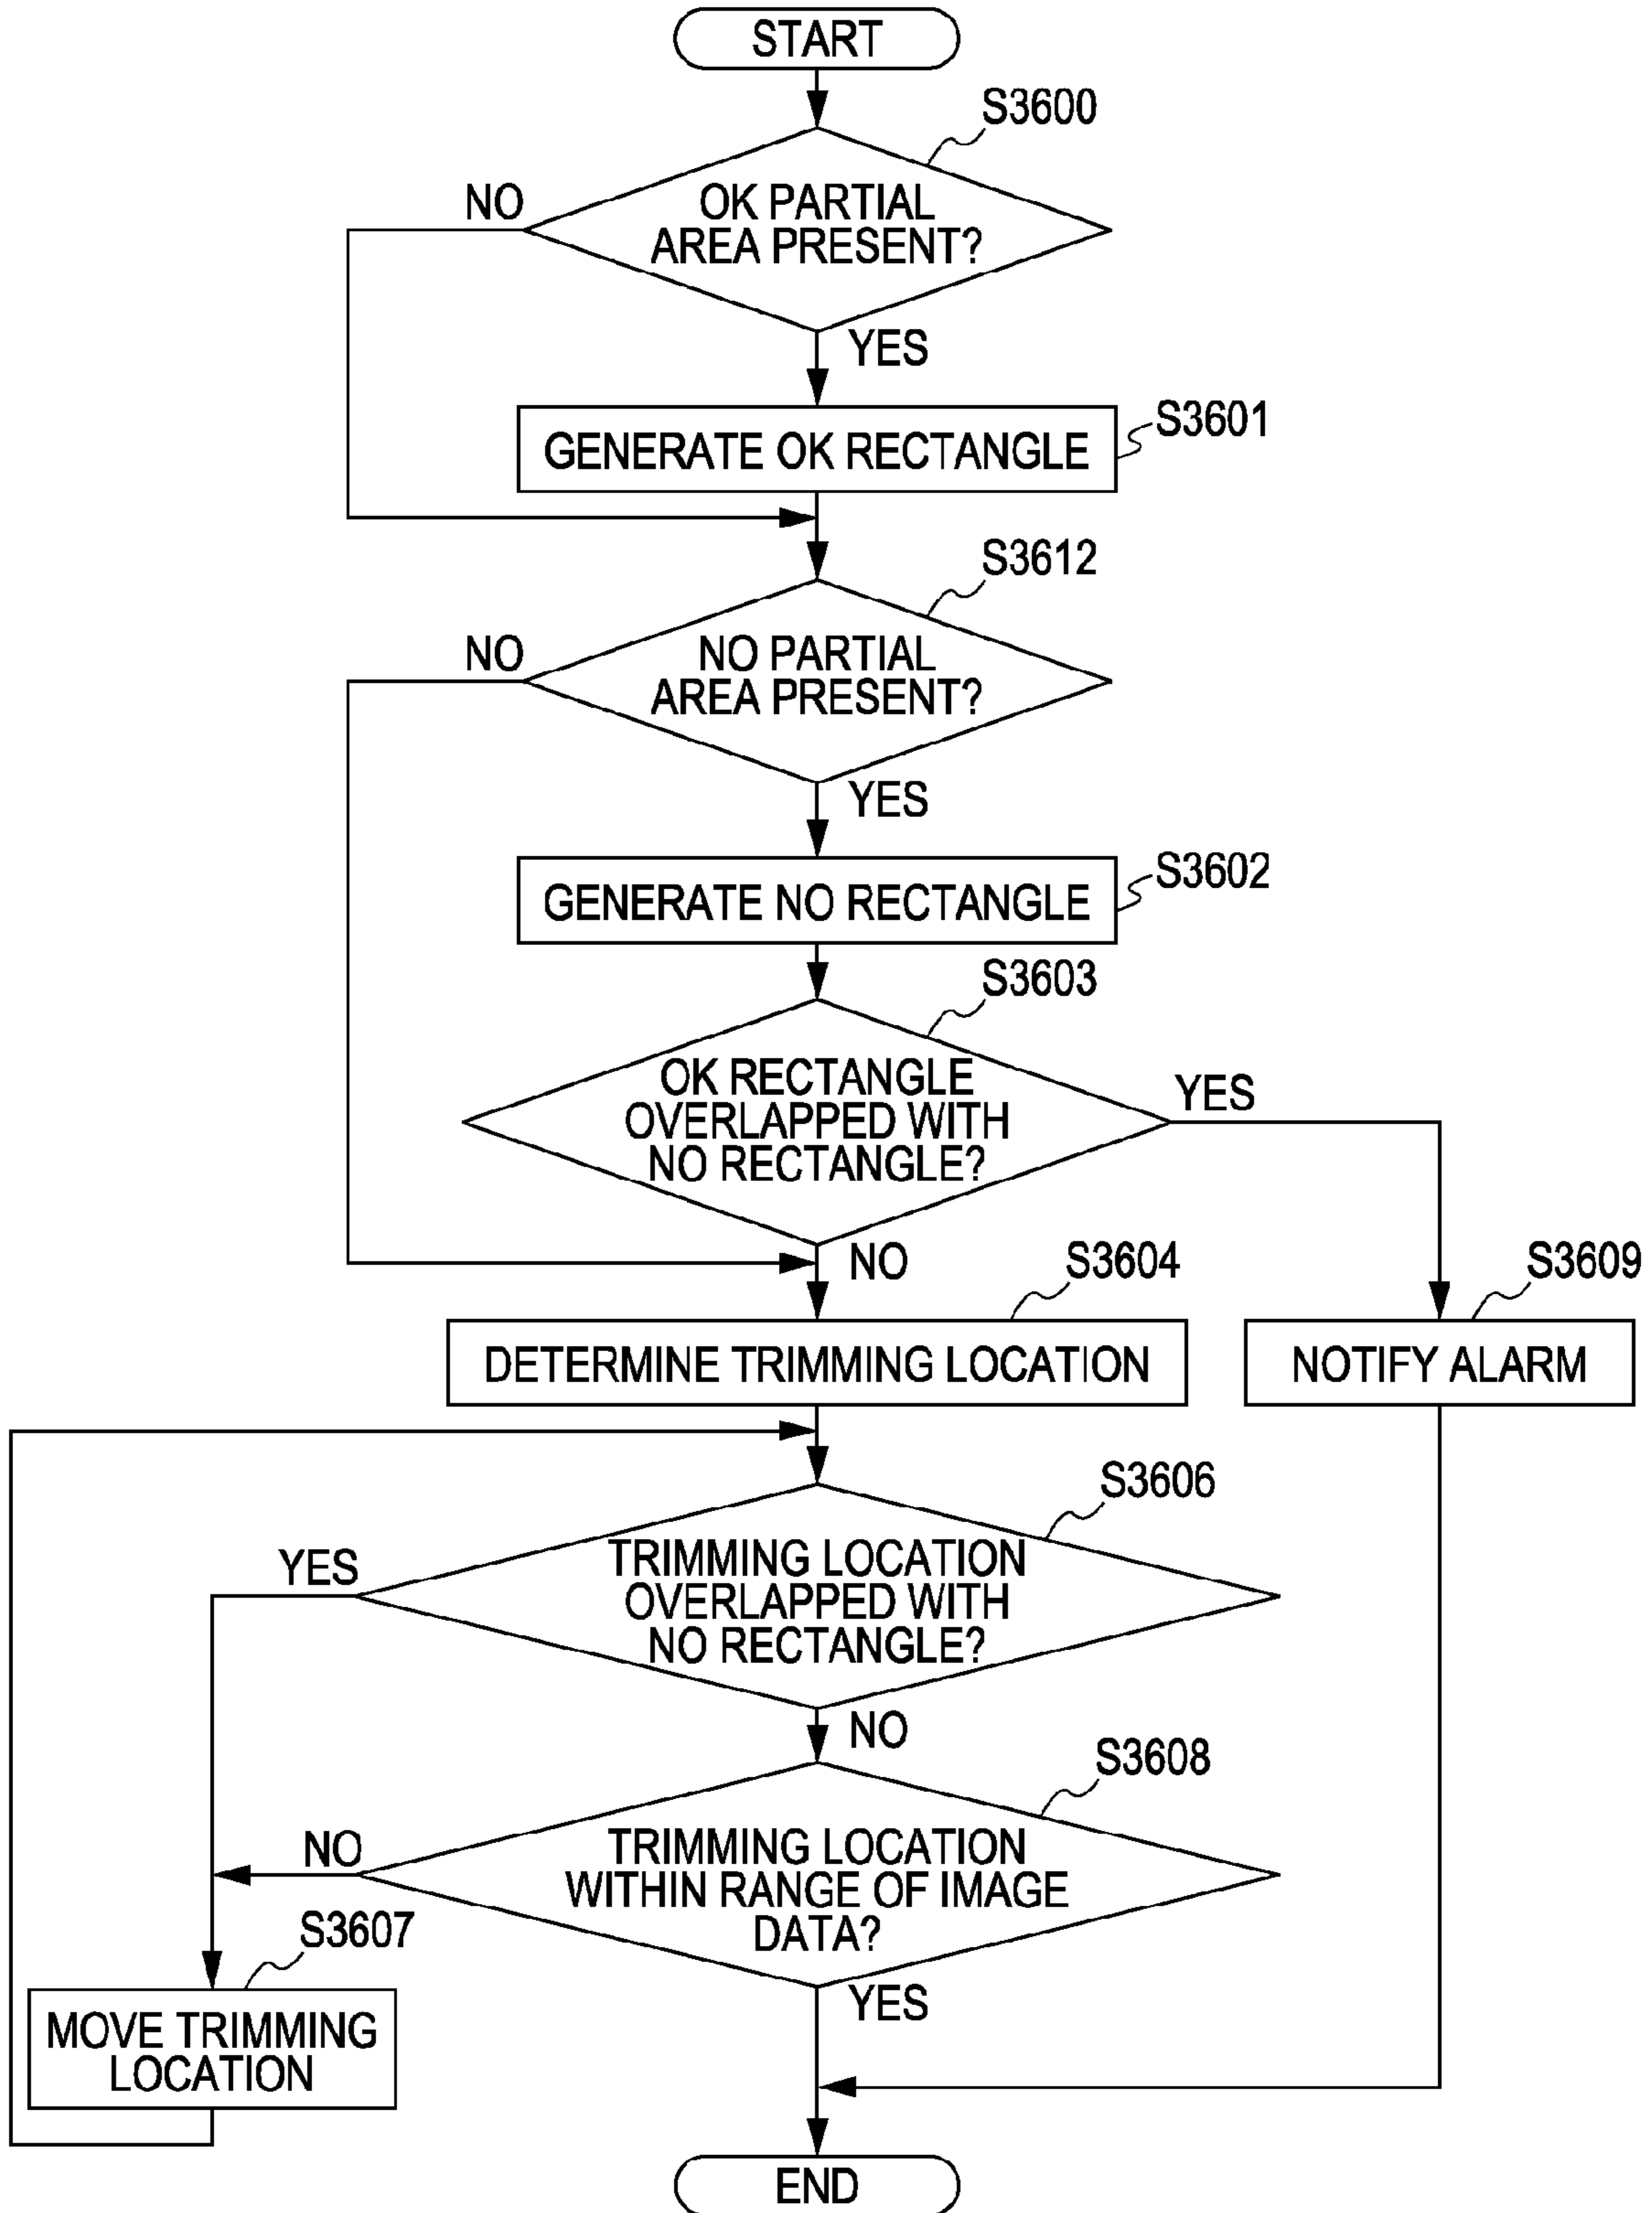 START
S3600
NO
OK PARTIAL
AREA PRESENT?
YES
S3601
GENERATE OK RECTANGLE
S3612
NO
NO PARTIAL
AREA PRESENT?
YES
S3602
GENERATE NO RECTANGLE
S3603
OK RECTANGLE
OVERLAPPED WITH
NO RECTANGLE?
YES
NO
S3604
S3609
DETERMINE TRIMMING LOCATION
NOTIFY ALARM
S3606
YES
TRIMMING LOCATION
OVERLAPPED WITH
NO RECTANGLE?
NO
S3608
NO
TRIMMING LOCATION
WITHIN RANGE OF IMAGE
DATA?
S3607
YES
MOVE TRIMMING
LOCATION
END